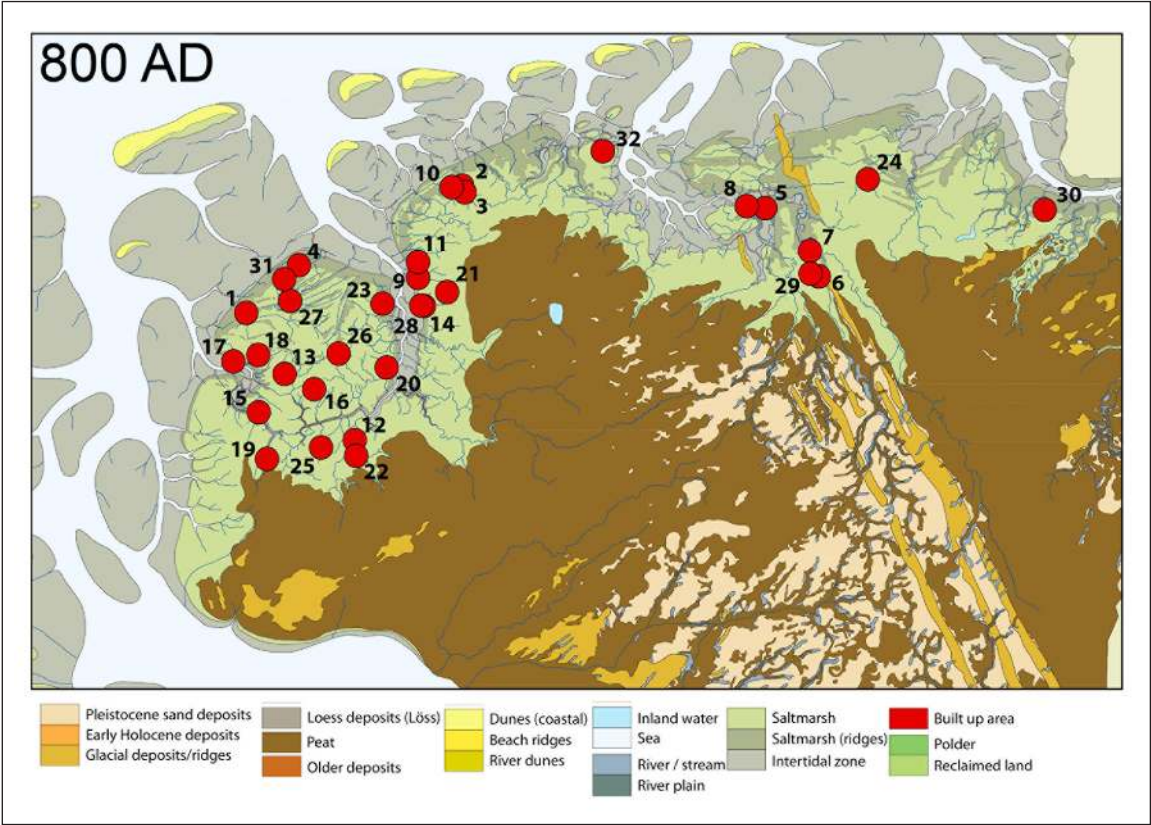 800 AD
32
2
10
3
24
8
5
30
7
11
4
31
9
21
29
6
23
1
27
28
14
17
18
26
13
20
16
15
12
19
25
22
Pleistocene sand deposits
Early Holocene deposits
Glacial deposits/ridges
Loess deposits (Löss)
Peat
Older deposits
Dunes (coastal)
Beach ridges
River dunes
Inland water
Sea
River / stream
River plain
Saltmarsh
Saltmarsh (ridges)
Intertidal zone
Built up area
Polder
Reclaimed land